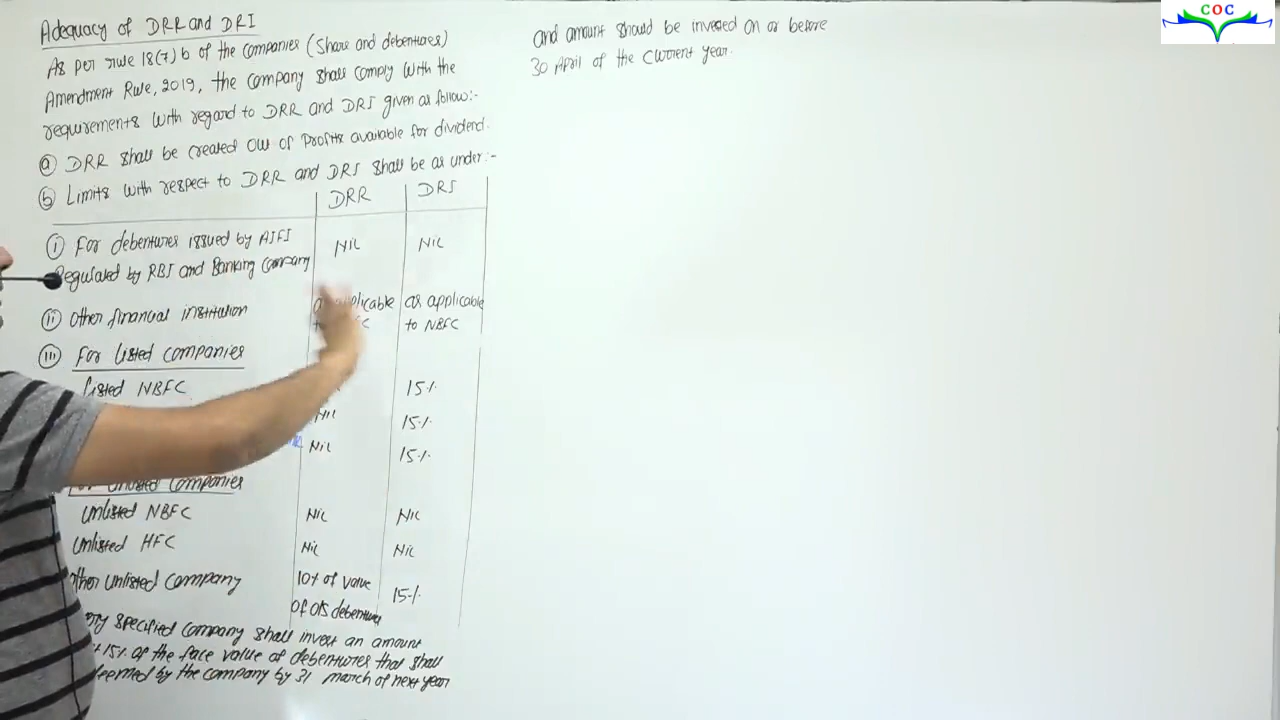 Adequacy of DRR and DRI
As per rule 18(7) b of the Companies (Share and debentures)
Amendment Rule, 2019, the company shall comply with the
requirements with regard to DRR and DRI given as follow:-
(a) DRR shall be created out of Profits available for dividend.
(b) Limits with respect to DRR and DRI shall be as under:-
DRR DRI
(i) For debentures issued by AIFI Nil Nil
Regulated by RBI and Banking Company
(ii) Other financial institution as applicable as applicable
to NBFC
(iii) For listed companies
Listed NBFC 15%
Nil 15%
Nil 15%
Unlisted Companies
Unlisted NBFC Nil Nil
Unlisted HFC Nil Nil
Other unlisted Company 10% of value 15%
of o/s debentures
specified Company shall invest an amount
15% of the face value of debentures that shall
by the company by 31 march of next year
and amount should be invested on or before
30 April of the current year.
COC